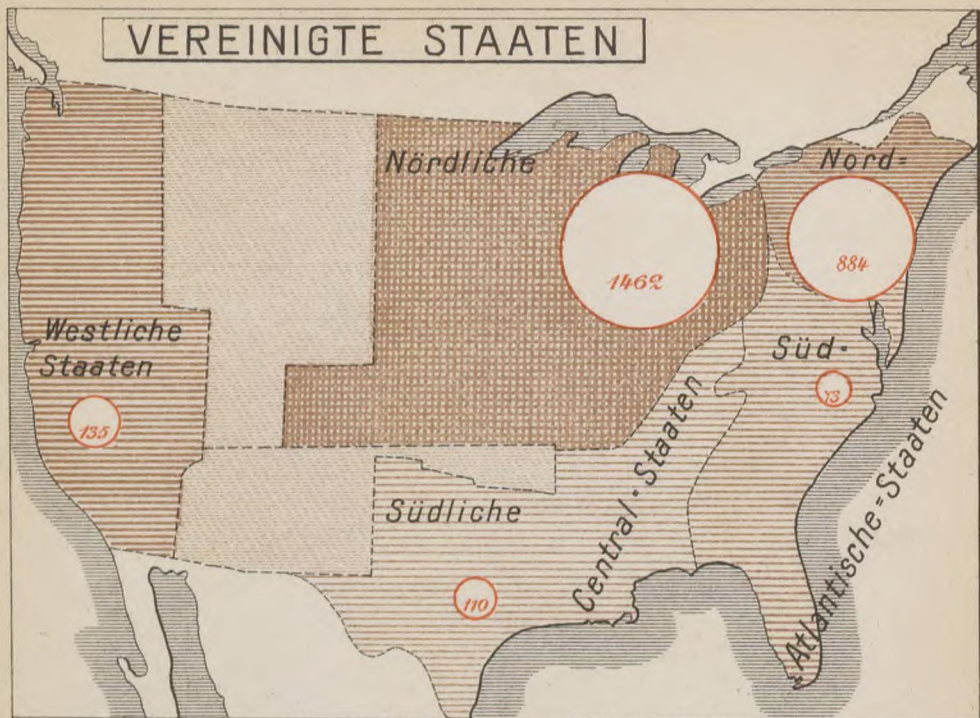 VEREINIGTE STAATEN
Nördliche
Nord=
1462
884
Westliche
Staaten
Süd-
135
73
Südliche
Central-Staaten
Atlantische=Staaten
110